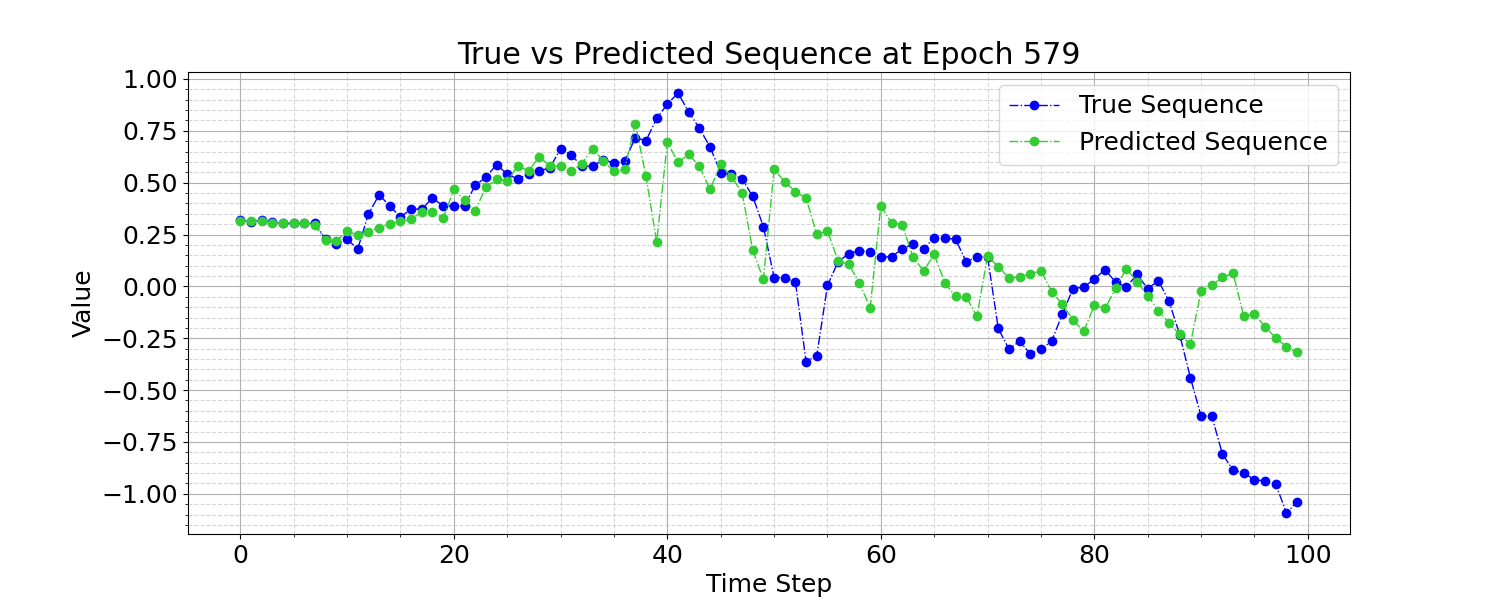 True vs Predicted Sequence at Epoch 579
True Sequence
Predicted Sequence
1.00
0.75
0.50
0.25
0.00
−0.25
−0.50
−0.75
−1.00
Value
0 20 40 60 80 100
Time Step